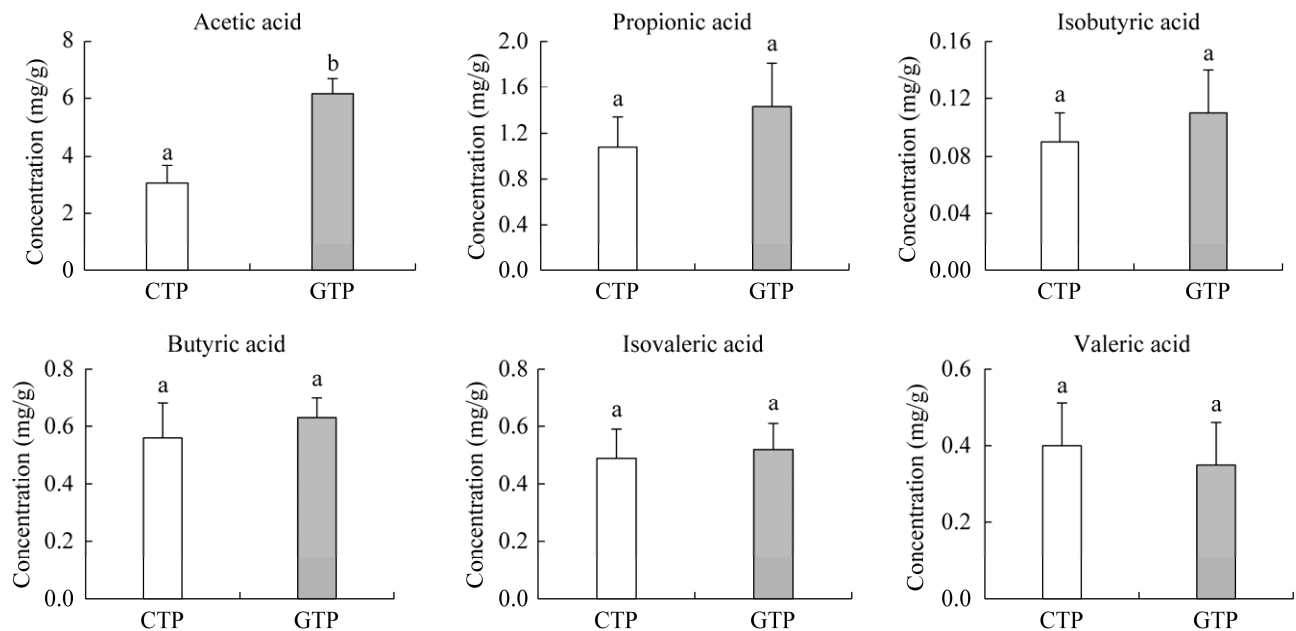 Acetic acid
Concentration (mg/g)
8
6
4
2
0
a
b
CTP
GTP
Propionic acid
Concentration (mg/g)
2.0
1.6
1.2
0.8
0.4
0.0
a
a
CTP
GTP
Isobutyric acid
Concentration (mg/g)
0.16
0.12
0.08
0.04
0.00
a
a
CTP
GTP
Butyric acid
Concentration (mg/g)
0.8
0.6
0.4
0.2
0.0
a
a
CTP
GTP
Isovaleric acid
Concentration (mg/g)
0.8
0.6
0.4
0.2
0.0
a
a
CTP
GTP
Valeric acid
Concentration (mg/g)
0.6
0.4
0.2
0.0
a
a
CTP
GTP